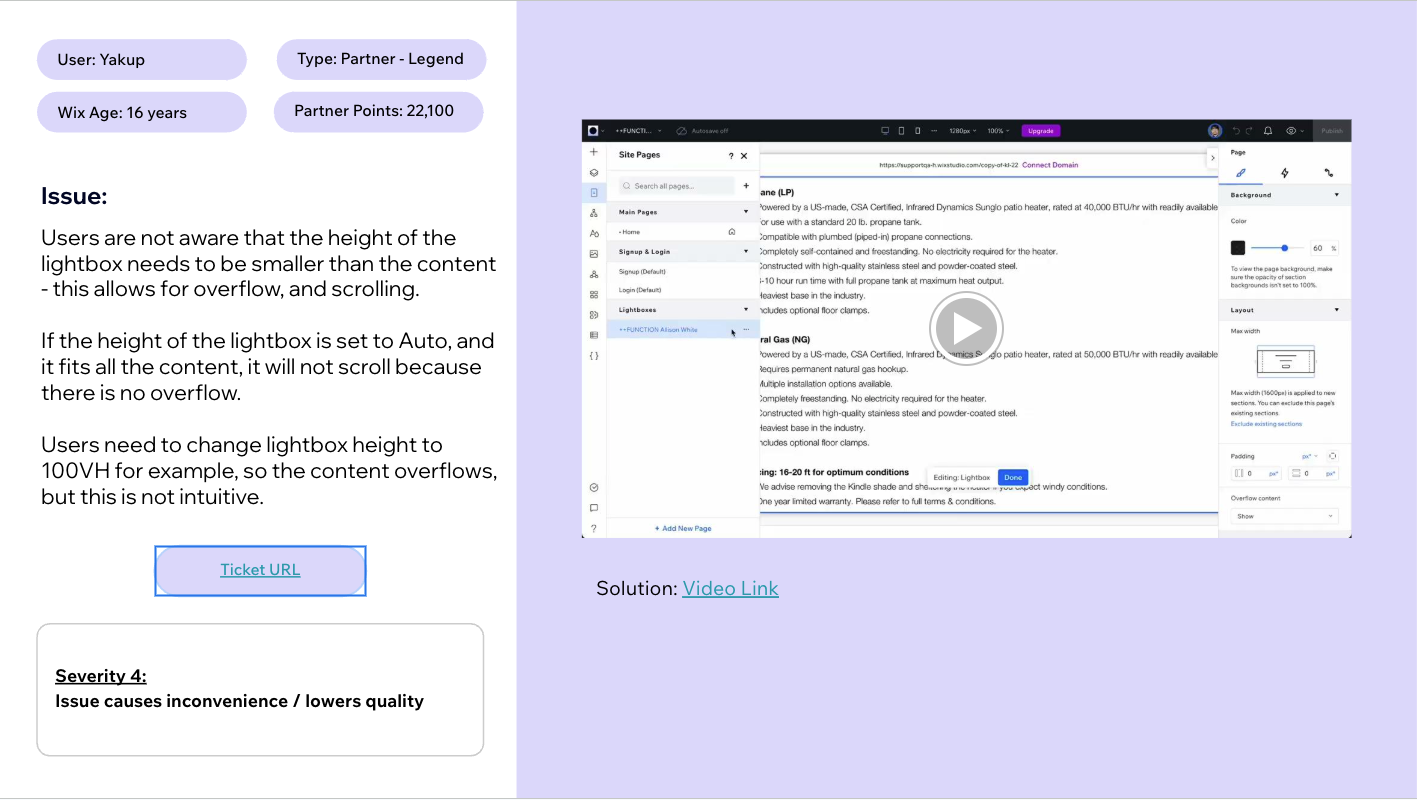 User: Yakup
Type: Partner - Legend
Wix Age: 16 years
Partner Points: 22,100
Issue:
Users are not aware that the height of the
lightbox needs to be smaller than the content
- this allows for overflow, and scrolling.
If the height of the lightbox is set to Auto, and
it fits all the content, it will not scroll because
there is no overflow.
Users need to change lightbox height to
100VH for example, so the content overflows,
but this is not intuitive.
Ticket URL
Severity 4:
Issue causes inconvenience / lowers quality
++FUNCTI...
Autosave off
1280px
100%
Upgrade
Publish
Site Pages
?
Search all pages...
+
Main Pages
Home
Signup & Login
Signup (Default)
Login (Default)
Lightboxes
++FUNCTION Alison White
+ Add New Page
https://supportqs-h.wixstudio.com/copy-of-kf-22 Connect Domain
ane (LP)
Powered by a US-made, CSA Certified, Infrared Dynamics Sunglo patio heater, rated at 40,000 BTU/hr with readily available
for use with a standard 20 lb. propane tank.
Compatible with plumbed (piped-in) propane connections.
Completely self-contained and freestanding. No electricity required for the heater.
Constructed with high-quality stainless steel and powder-coated steel.
-10 hour run time with full propane tank at maximum heat output.
Heaviest base in the industry.
ncludes optional floor clamps.
ral Gas (NG)
Powered by a US-made, CSA Certified, Infrared Dynamics Sunglo patio heater, rated at 50,000 BTU/hr with readily available
Requires permanent natural gas hookup.
Multiple installation options available.
Completely freestanding. No electricity required for the heater.
Constructed with high-quality stainless steel and powder-coated steel.
Heaviest base in the industry.
ncludes optional floor clamps.
cing: 16-20 ft for optimum conditions
We advise removing the Kindle shade and sheltering the heater if you expect windy conditions.
One year limited warranty. Please refer to full terms & conditions.
Editing: Lightbox
Done
Page
Background
Color
60 %
To view the page background, make
sure the opacity of section
backgrounds isn't set to 100%.
Layout
Max width
Max width (1600px) is applied to new
sections. You can exclude this page's
existing sections
Exclude existing sections
Padding
px*
0 px*
0 px*
Overflow content
Show
Solution: Video Link